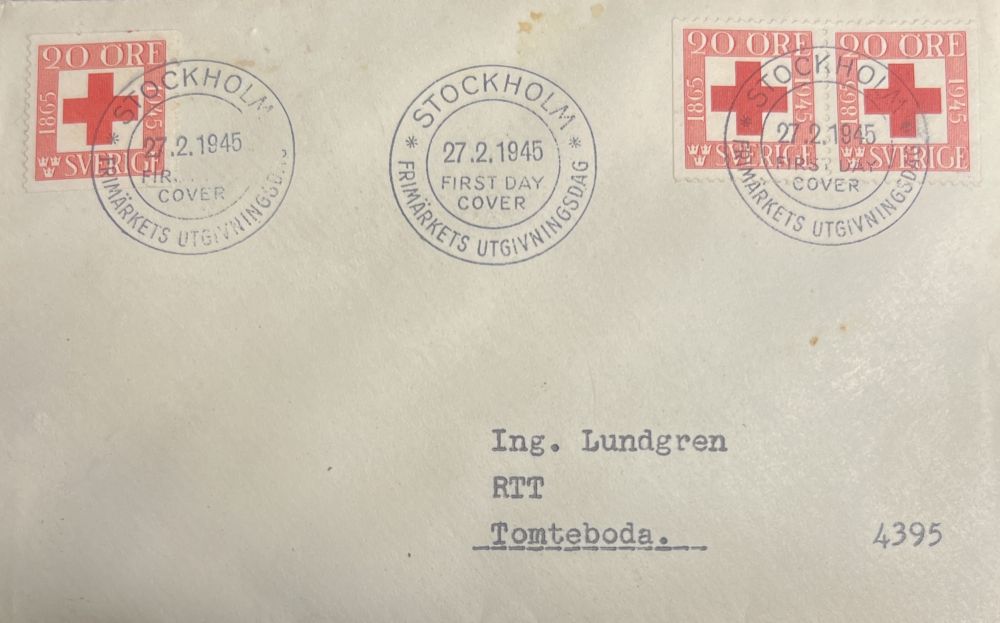 20 ÖRE
1865
1945
SVERIGE
STOCKHOLM
27.2.1945
COVER
FRIMÄRKETS UTGIVNINGSDAG
STOCKHOLM
27.2.1945
FIRST DAY
COVER
FRIMÄRKETS UTGIVNINGSDAG
20 ÖRE
1865
1945
SVERIGE
20 ÖRE
1865
1945
SVERIGE
STOCKHOLM
27.2.1945
FIRST DAY
COVER
FRIMÄRKETS UTGIVNINGSDAG
Ing. Lundgren
RTT
Tomteboda.
4395